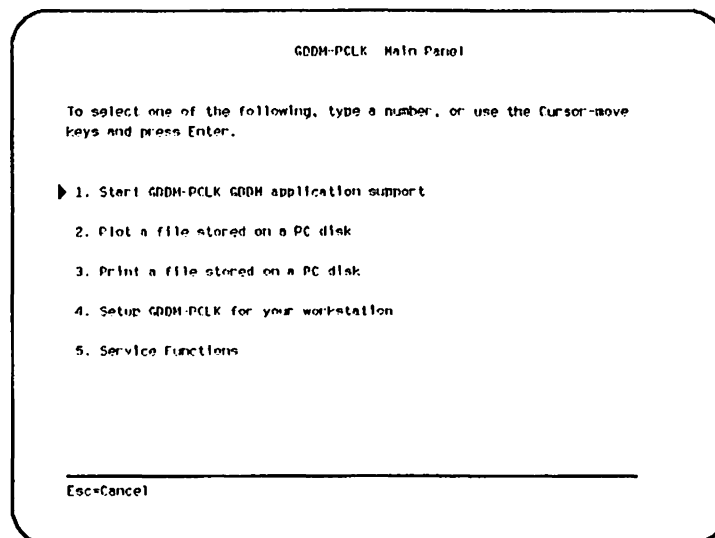 GDDM-PCLK Main Panel
To select one of the following, type a number, or use the Cursor-move
keys and press Enter.
1. Start GDDM-PCLK GDDM application support
2. Plot a file stored on a PC disk
3. Print a file stored on a PC disk
4. Setup GDDM-PCLK for your workstation
5. Service Functions
Esc=Cancel